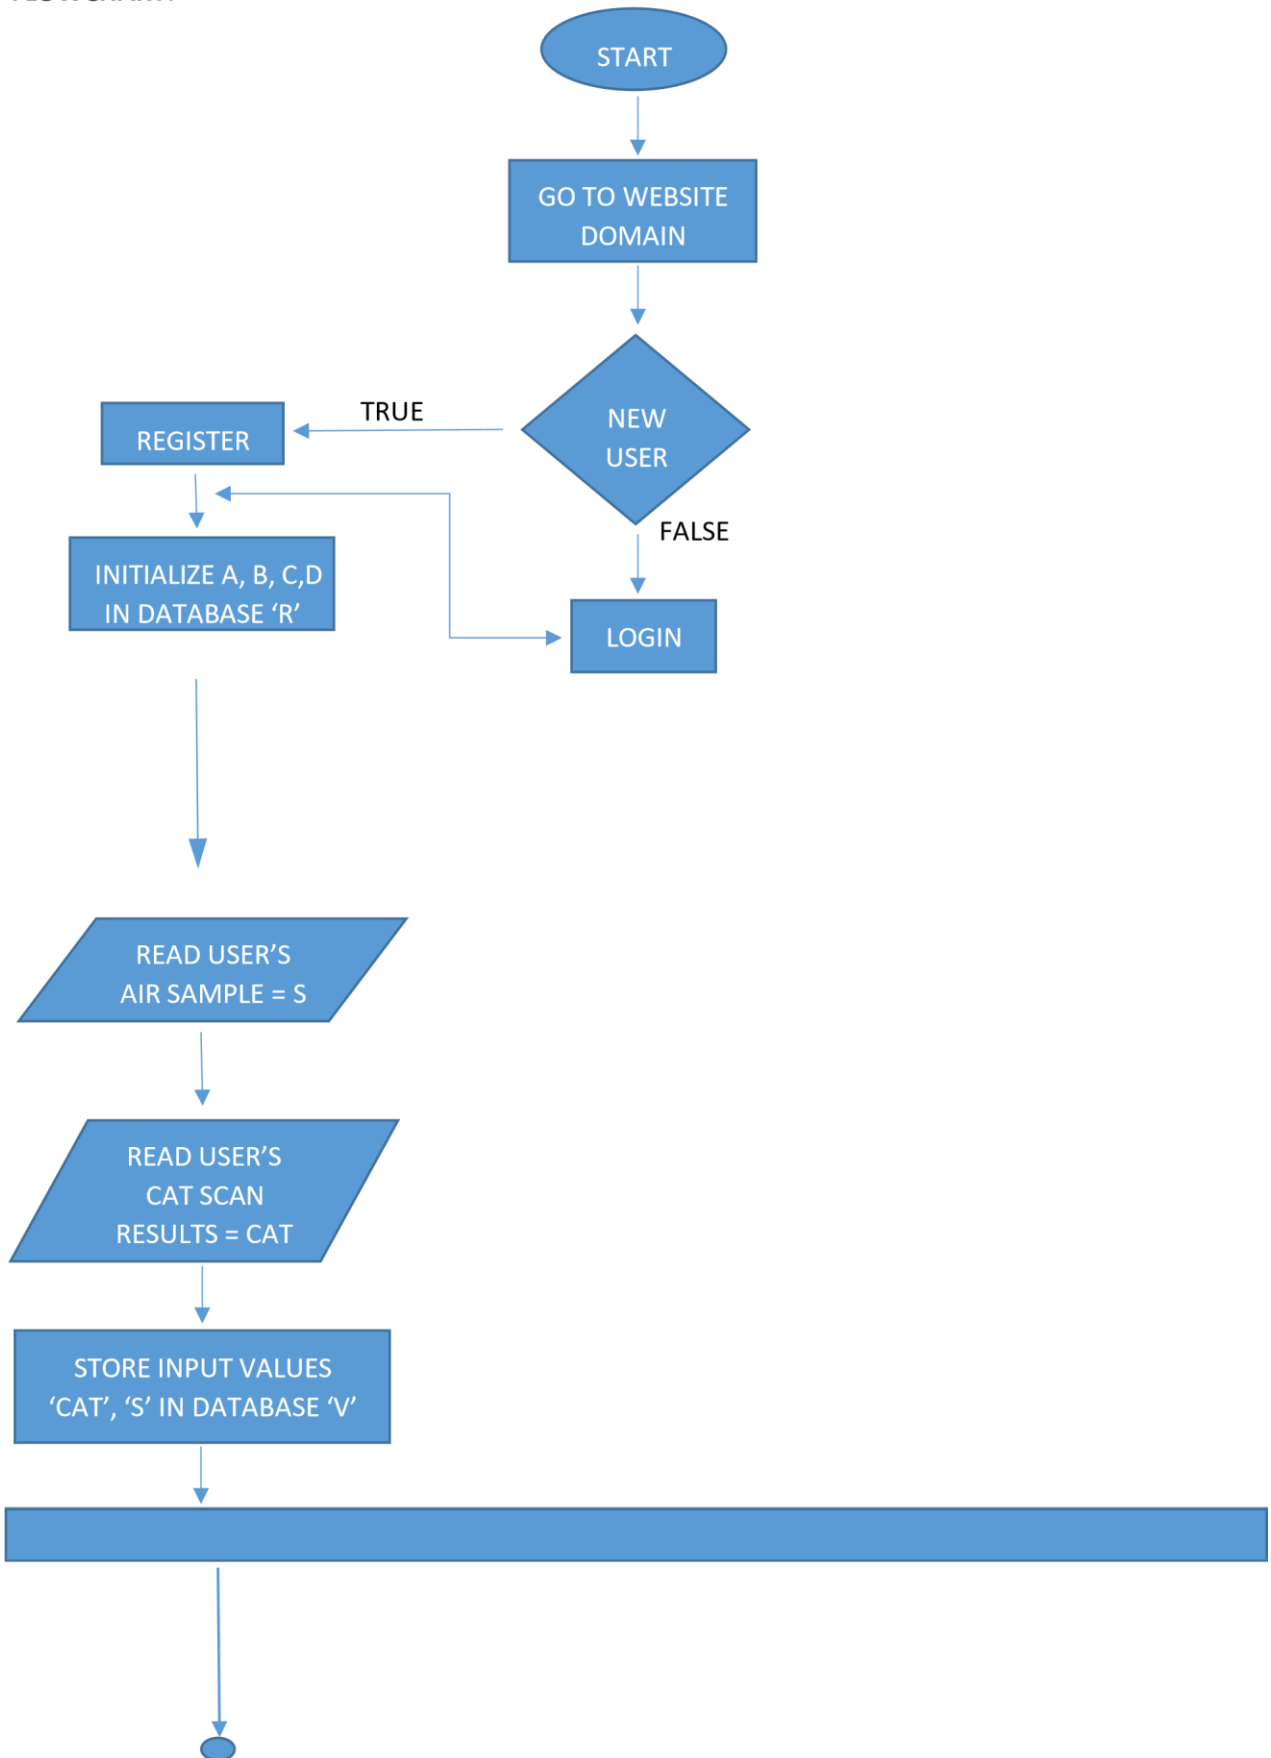 START
GO TO WEBSITE
DOMAIN
NEW
USER
TRUE
REGISTER
FALSE
INITIALIZE A, B, C,D
IN DATABASE ‘R’
LOGIN
READ USER’S
AIR SAMPLE = S
READ USER’S
CAT SCAN
RESULTS = CAT
STORE INPUT VALUES
‘CAT’, ‘S’ IN DATABASE ‘V’